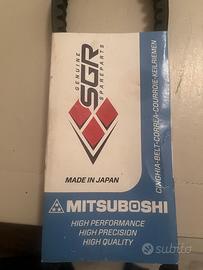 GENUINE
SGR
SPAREPARTS
CINGHIA-BELT-CORREA-COURROIE-KEILRIEMEN
MADE IN JAPAN
MITSUBOSHI
HIGH PERFORMANCE
HIGH PRECISION
HIGH QUALITY
subito